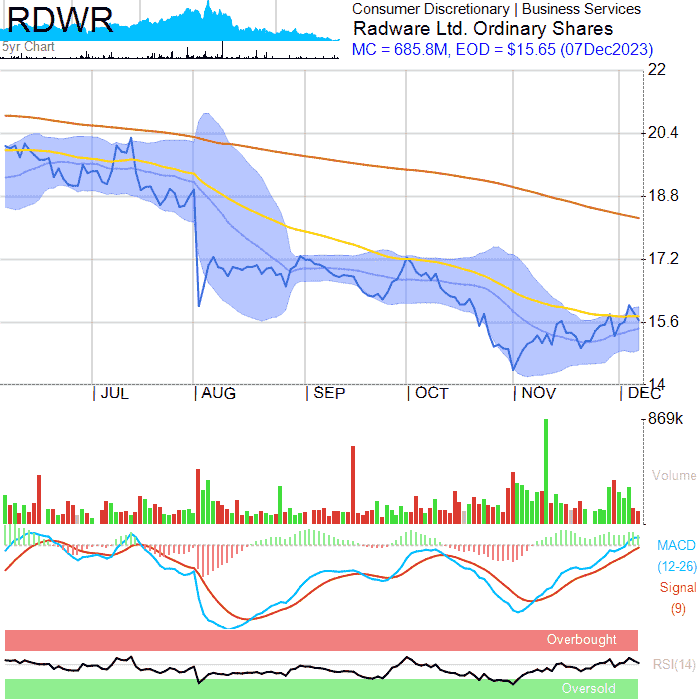 RDWR
5yr Chart
Consumer Discretionary | Business Services
Radware Ltd. Ordinary Shares
MC = 685.8M, EOD = $15.65 (07Dec2023)
22
20.4
18.8
17.2
15.6
14
JUL AUG SEP OCT NOV DEC
869k
Volume
MACD
(12-26)
Signal
(9)
Overbought
RSI(14)
Oversold